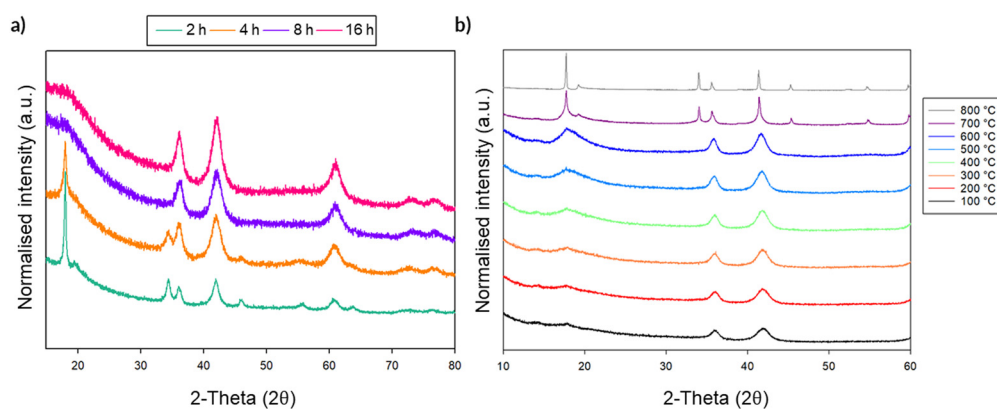 a)
2 h 4 h 8 h 16 h
Normalised intensity (a.u.)
20 30 40 50 60 70 80
2-Theta (2θ)
b)
Normalised intensity (a.u.)
10 20 30 40 50 60
2-Theta (2θ)
800 °C
700 °C
600 °C
500 °C
400 °C
300 °C
200 °C
100 °C